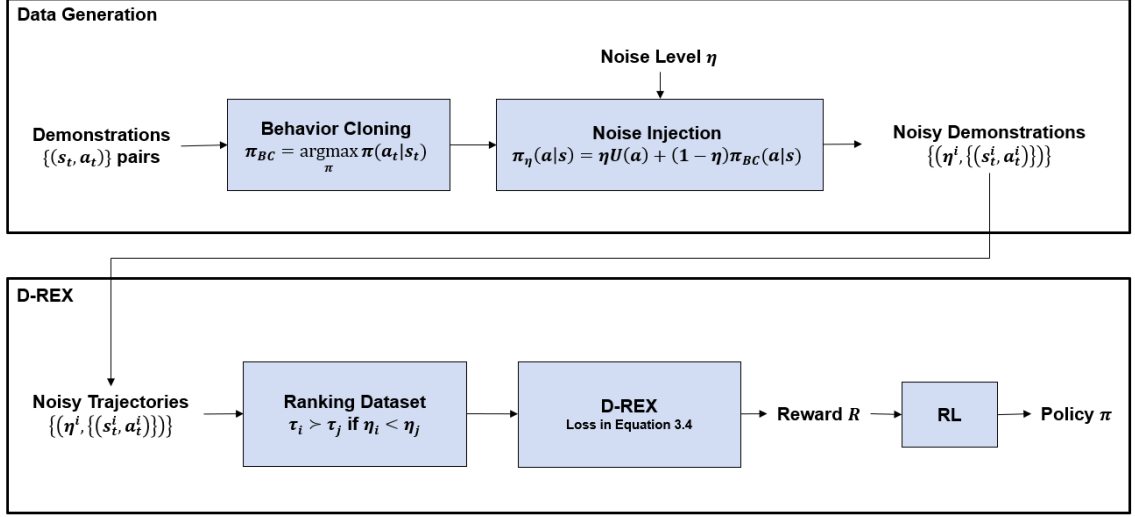 Data Generation
Noise Level η
Demonstrations
{(s_t, a_t)} pairs
Behavior Cloning
π_BC = argmax_π π(a_t|s_t)
Noise Injection
π_η(a|s) = ηU(a) + (1 − η)π_BC(a|s)
Noisy Demonstrations
{(η^i, {(s_t^i, a_t^i)})}
D-REX
Noisy Trajectories
{(η^i, {(s_t^i, a_t^i)})}
Ranking Dataset
τ_i ≻ τ_j if η_i < η_j
D-REX
Loss in Equation 3.4
Reward R
RL
Policy π